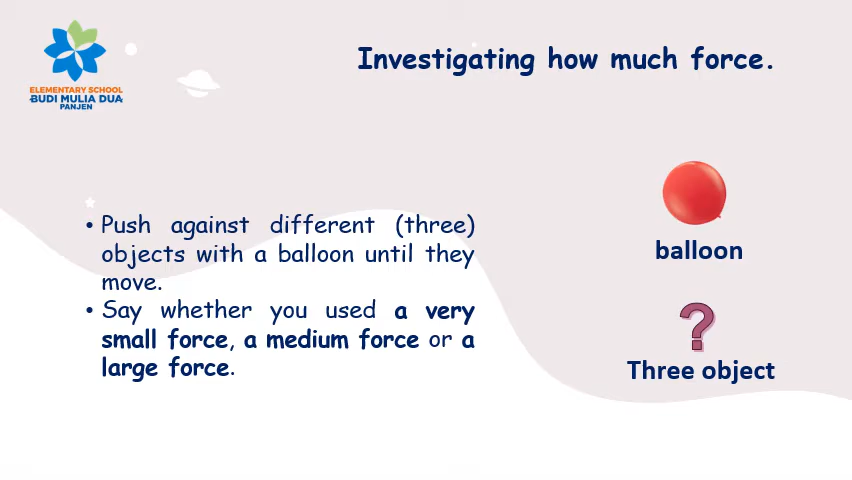 Investigating how much force.
ELEMENTARY SCHOOL
BUDI MULIA DUA
PANJEN
• Push against different (three)
objects with a balloon until they
move.
• Say whether you used a very
small force, a medium force or a
large force.
balloon
?
Three object